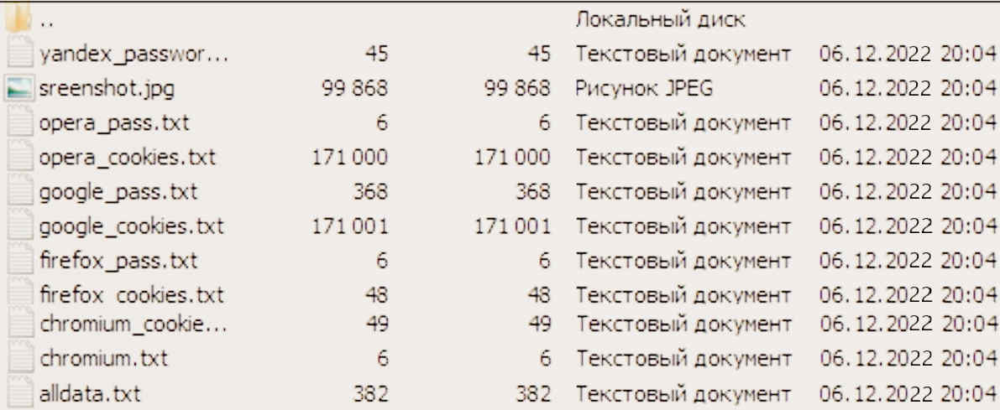 .. Локальный диск
yandex_passwor... 45 45 Текстовый документ 06.12.2022 20:04
sreenshot.jpg 99 868 99 868 Рисунок JPEG 06.12.2022 20:04
opera_pass.txt 6 6 Текстовый документ 06.12.2022 20:04
opera_cookies.txt 171 000 171 000 Текстовый документ 06.12.2022 20:04
google_pass.txt 368 368 Текстовый документ 06.12.2022 20:04
google_cookies.txt 171 001 171 001 Текстовый документ 06.12.2022 20:04
firefox_pass.txt 6 6 Текстовый документ 06.12.2022 20:04
firefox_cookies.txt 48 48 Текстовый документ 06.12.2022 20:04
chromium_cookie... 49 49 Текстовый документ 06.12.2022 20:04
chromium.txt 6 6 Текстовый документ 06.12.2022 20:04
alldata.txt 382 382 Текстовый документ 06.12.2022 20:04